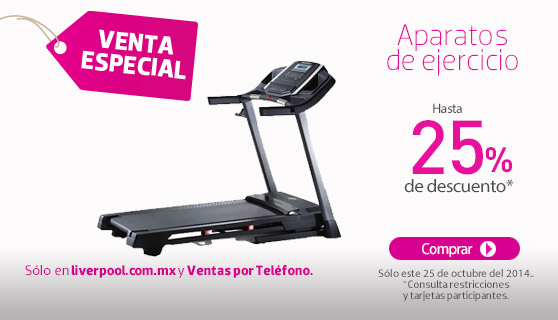 VENTA
ESPECIAL
Aparatos
de ejercicio
Hasta
25%
de descuento*
Comprar
Sólo en liverpool.com.mx y Ventas por Teléfono.
Sólo este 25 de octubre del 2014..
*Consulta restricciones
y tarjetas participantes.